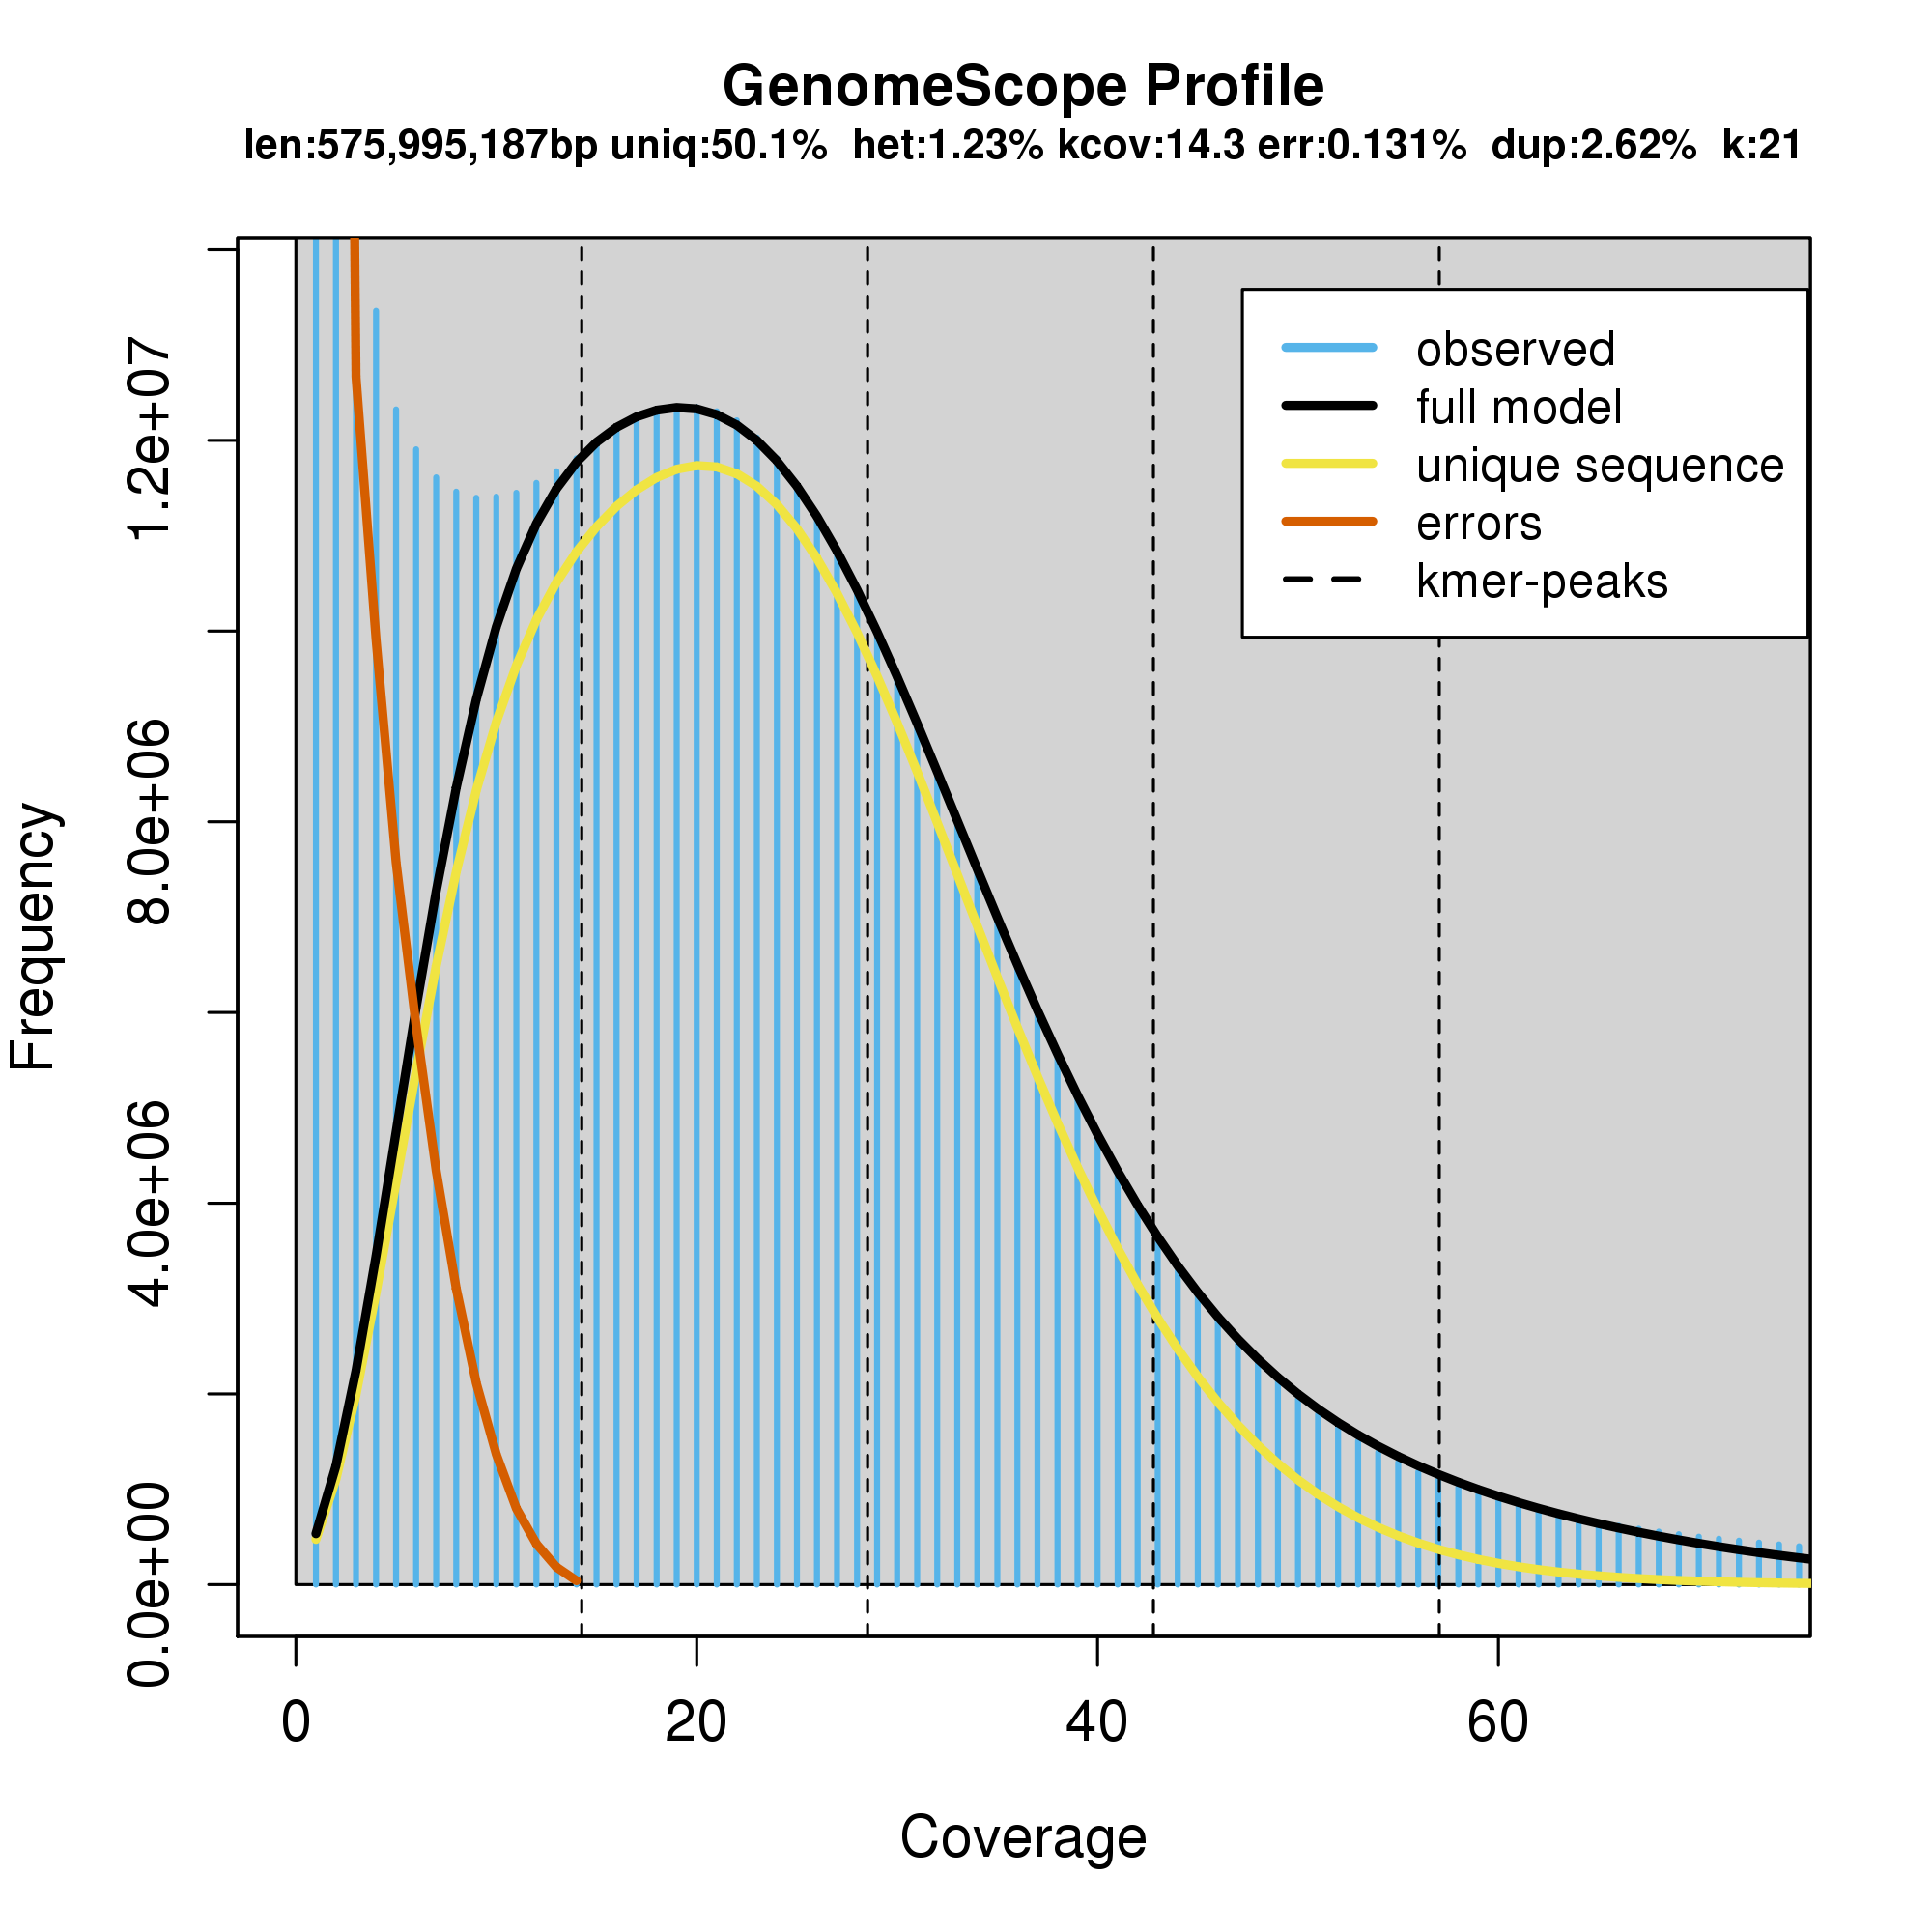 GenomeScope Profile
len:575,995,187bp uniq:50.1% het:1.23% kcov:14.3 err:0.131% dup:2.62% k:21
observed
full model
unique sequence
errors
kmer-peaks
Frequency
1.2e+07
8.0e+06
4.0e+06
0.0e+00
0 20 40 60
Coverage